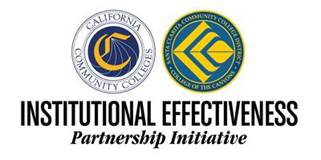 CALIFORNIA
COMMUNITY COLLEGES
C
SANTA CLARITA COMMUNITY COLLEGE DISTRICT
COLLEGE OF THE CANYONS
INSTITUTIONAL EFFECTIVENESS
Partnership Initiative